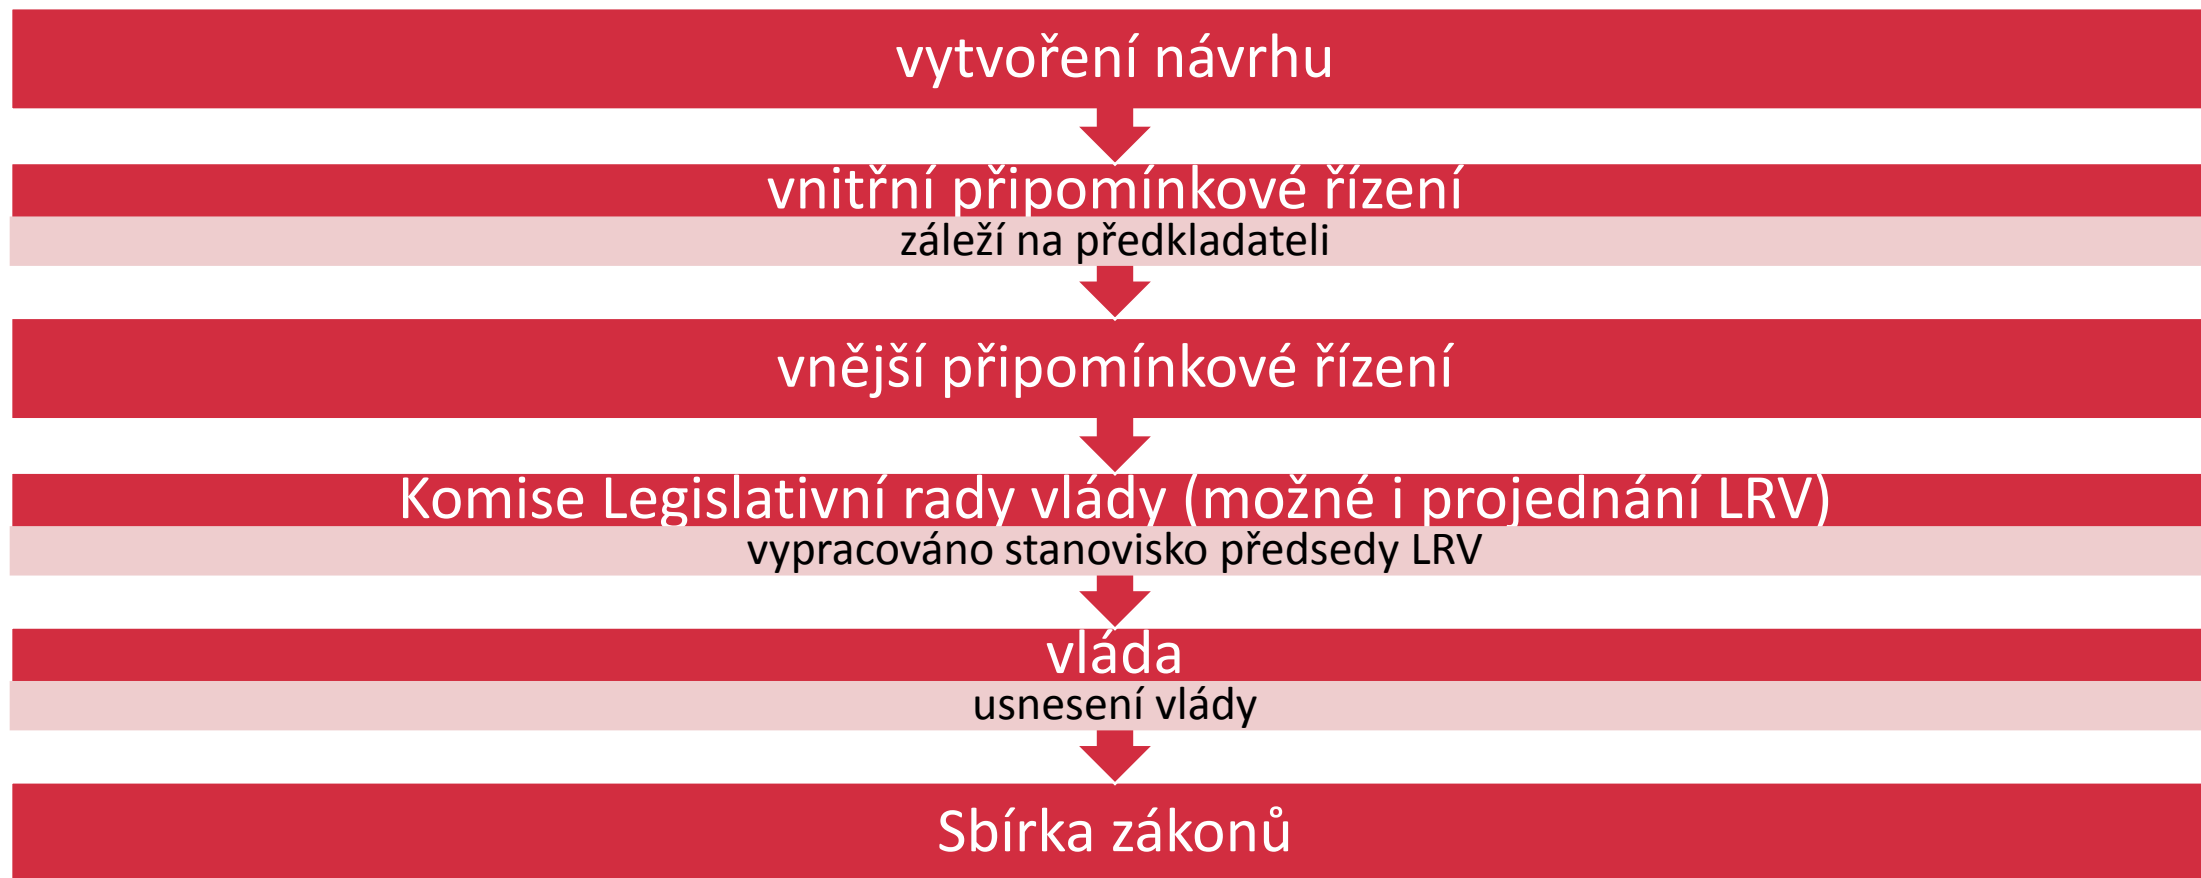 vytvoření návrhu
vnitřní připomínkové řízení
záleží na předkladateli
vnější připomínkové řízení
Komise Legislativní rady vlády (možné i projednání LRV)
vypracováno stanovisko předsedy LRV
vláda
usnesení vlády
Sbírka zákonů